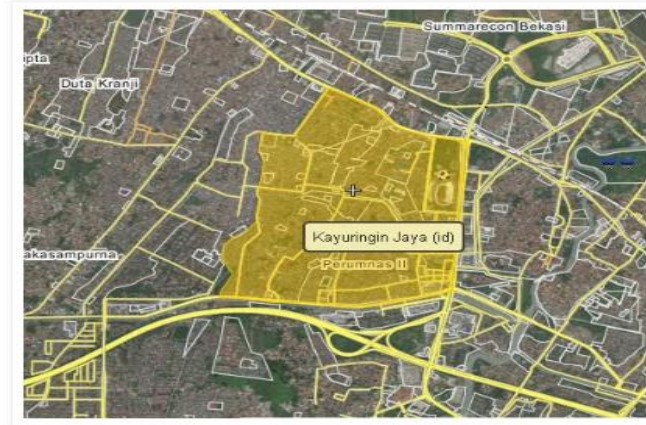 Summarecon Bekasi
ipta
Duta Kranji
Kayuringin Jaya (id)
akasampurna
Perumnas II